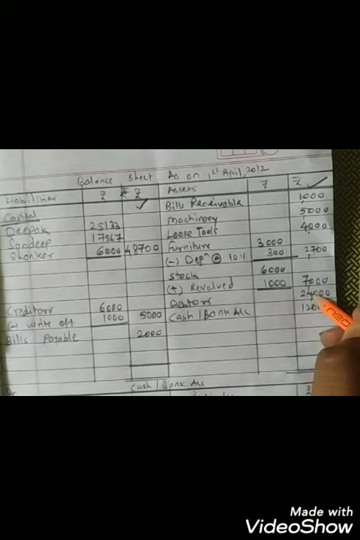 Balance Sheet As on 1st April, 2012
Liabilities ₹ ₹ Assets ₹ ₹
Capital Bills Receivable 1000
Deepak 25133 Machinery 5000
Sandeep 17567 Loose Tools 4000
Shanker 6000 48700 Furniture 3000
(-) Depn @ 10% 300 2700
Stock 6000
(+) Revalued 1000 7000
Creditors 6000 Debtors 24000
(-) Write off 1000 5000 Cash | Bank A/c
Bills Payable 2000
Cash | Bank A/c
Made with
VideoShow